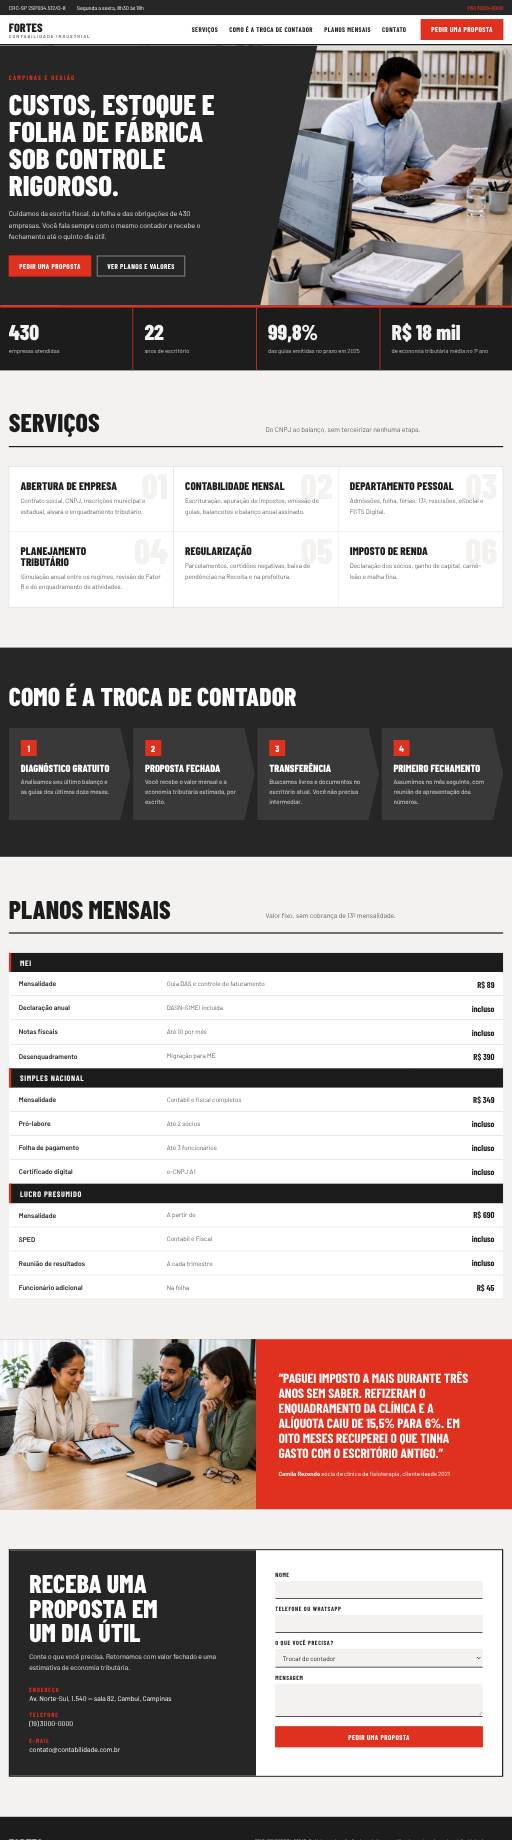 Segunda a sexta, 8h30 às 18h
(19) 3000-0000
FORTES
CONTABILIDADE INDUSTRIAL
SERVIÇOS
COMO É A TROCA DE CONTADOR
PLANOS MENSAIS
CONTATO
PEDIR UMA PROPOSTA
CAMPINAS E REGIÃO
CUSTOS, ESTOQUE E
FOLHA DE FÁBRICA
SOB CONTROLE
RIGOROSO.
Cuidamos da escrita fiscal, da folha e das obrigações de 430
empresas. Você fala sempre com o mesmo contador e recebe o
fechamento até o quinto dia útil.
PEDIR UMA PROPOSTA
VER PLANOS E VALORES
430
empresas atendidas
22
anos de escritório
99,8%
das guias emitidas no prazo em 2025
R$ 18 mil
de economia tributária média no 1º ano
SERVIÇOS
Do CNPJ ao balanço, sem terceirizar nenhuma etapa.
01
ABERTURA DE EMPRESA
Contrato social, CNPJ, inscrições municipal e
estadual, alvará e enquadramento tributário.
02
CONTABILIDADE MENSAL
Escrituração, apuração de impostos, emissão de
guias, balancetes e balanço anual assinado.
03
DEPARTAMENTO PESSOAL
Admissões, folha, férias, 13º, rescisões, eSocial e
FGTS Digital.
04
PLANEJAMENTO
TRIBUTÁRIO
Simulação anual entre os regimes, revisão do Fator
R e do enquadramento de atividades.
05
REGULARIZAÇÃO
Parcelamentos, certidões negativas, baixa de
pendências na Receita e na prefeitura.
06
IMPOSTO DE RENDA
Declaração dos sócios, ganho de capital, carnê-
leão e malha fina.
COMO É A TROCA DE CONTADOR
1
DIAGNÓSTICO GRATUITO
Analisamos seu último balanço e
as guias dos últimos doze meses.
2
PROPOSTA FECHADA
Você recebe o valor mensal e a
economia tributária estimada, por
escrito.
3
TRANSFERÊNCIA
Buscamos livros e documentos no
escritório atual. Você não precisa
intermediar.
4
PRIMEIRO FECHAMENTO
Assumimos no mês seguinte, com
reunião de apresentação dos
números.
PLANOS MENSAIS
Valor fixo, sem cobrança de 13ª mensalidade.
MEI
Mensalidade Guia DAS e controle de faturamento R$ 89
Declaração anual DASN-SIMEI incluída incluso
Notas fiscais Até 10 por mês incluso
Desenquadramento Migração para ME R$ 390
SIMPLES NACIONAL
Mensalidade Contábil e fiscal completos R$ 349
Pró-labore Até 2 sócios incluso
Folha de pagamento Até 3 funcionários incluso
Certificado digital e-CNPJ A1 incluso
LUCRO PRESUMIDO
Mensalidade A partir de R$ 690
SPED Contábil e Fiscal incluso
Reunião de resultados A cada trimestre incluso
Funcionário adicional Na folha R$ 45
“PAGUEI IMPOSTO A MAIS DURANTE TRÊS
ANOS SEM SABER. REFIZERAM O
ENQUADRAMENTO DA CLÍNICA E A
ALÍQUOTA CAIU DE 15,5% PARA 6%. EM
OITO MESES RECUPEREI O QUE TINHA
GASTO COM O ESCRITÓRIO ANTIGO.”
Camila Rezende sócia de clínica de fisioterapia, cliente desde 2021
RECEBA UMA
PROPOSTA EM
UM DIA ÚTIL
Conte o que você precisa. Retornamos com valor fechado e uma
estimativa de economia tributária.
ENDEREÇO
Av. Norte-Sul, 1.540 — sala 82, Cambuí, Campinas
TELEFONE
(19) 3000-0000
E-MAIL
contato@contabilidade.com.br
NOME
TELEFONE OU WHATSAPP
O QUE VOCÊ PRECISA?
Trocar de contador
MENSAGEM
PEDIR UMA PROPOSTA